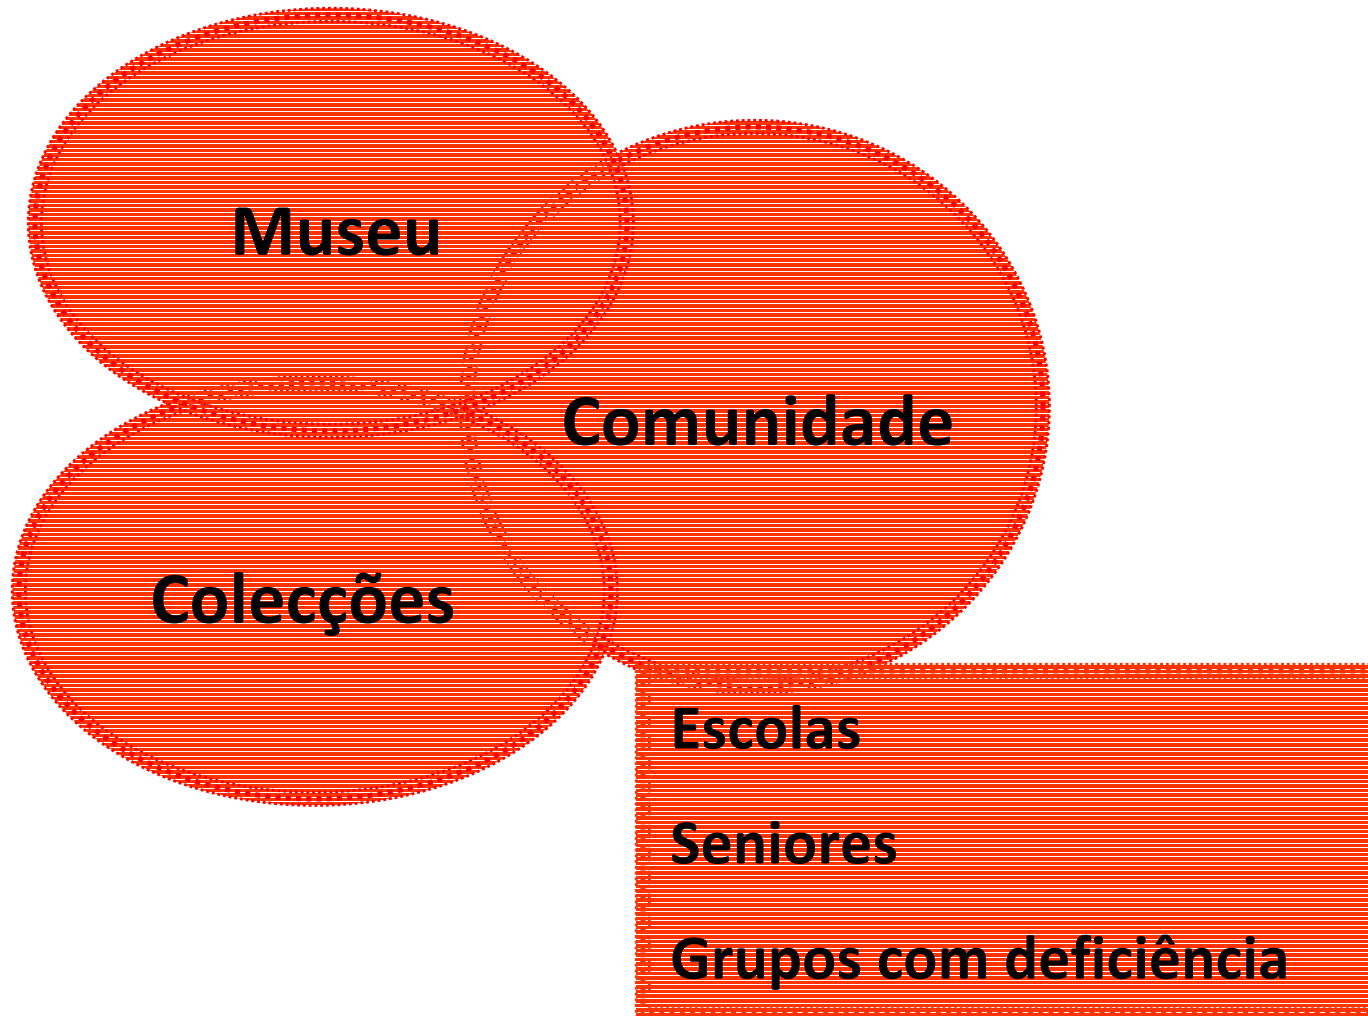 Museu
Comunidade
Colecções
Escolas
Seniores
Grupos com deficiência